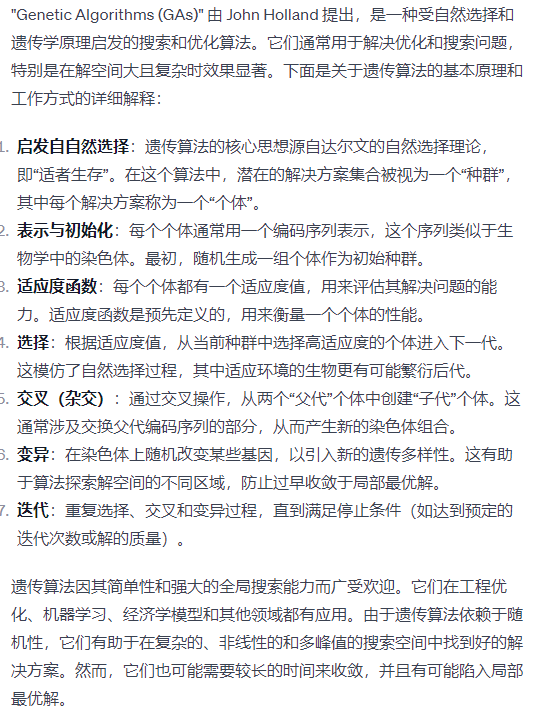 "Genetic Algorithms (GAs)" 由 John Holland 提出，是一种受自然选择和
遗传学原理启发的搜索和优化算法。它们通常用于解决优化和搜索问题，
特别是在解空间大且复杂时效果显著。下面是关于遗传算法的基本原理和
工作方式的详细解释：
1. 启发自自然选择：遗传算法的核心思想源自达尔文的自然选择理论，
即“适者生存”。在这个算法中，潜在的解决方案集合被视为一个“种群”，
其中每个解决方案称为一个“个体”。
2. 表示与初始化：每个个体通常用一个编码序列表示，这个序列类似于生
物学中的染色体。最初，随机生成一组个体作为初始种群。
3. 适应度函数：每个个体都有一个适应度值，用来评估其解决问题的能
力。适应度函数是预先定义的，用来衡量一个个体的性能。
4. 选择：根据适应度值，从当前种群中选择高适应度的个体进入下一代。
这模仿了自然选择过程，其中适应环境的生物更有可能繁衍后代。
5. 交叉（杂交）：通过交叉操作，从两个“父代”个体中创建“子代”个体。这
通常涉及交换父代编码序列的部分，从而产生新的染色体组合。
6. 变异：在染色体上随机改变某些基因，以引入新的遗传多样性。这有助
于算法探索解空间的不同区域，防止过早收敛于局部最优解。
7. 迭代：重复选择、交叉和变异过程，直到满足停止条件（如达到预定的
迭代次数或解的质量）。
遗传算法因其简单性和强大的全局搜索能力而广受欢迎。它们在工程优
化、机器学习、经济学模型和其他领域都有应用。由于遗传算法依赖于随
机性，它们有助于在复杂的、非线性的和多峰值的搜索空间中找到好的解
决方案。然而，它们也可能需要较长的时间来收敛，并且有可能陷入局部
最优解。